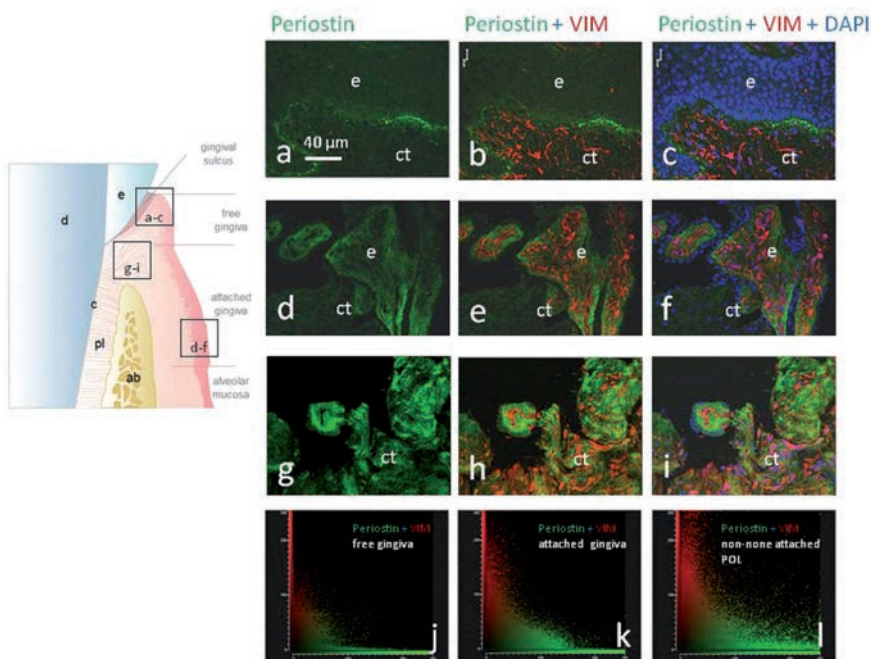 Periostin
Periostin + VIM
Periostin + VIM + DAPI
e
a
40 µm
ct
e
b
ct
e
c
ct
gingival
sulcus
free
gingiva
attached
gingiva
alveolar
mucosa
d
e
a-c
g-i
c
pl
ab
d-f
e
d
ct
e
e
ct
e
f
ct
g
ct
h
ct
i
ct
Periostin + VIM
free gingiva
j
Periostin + VIM
attached gingiva
k
Periostin + VIM
non-none attached
POL
l